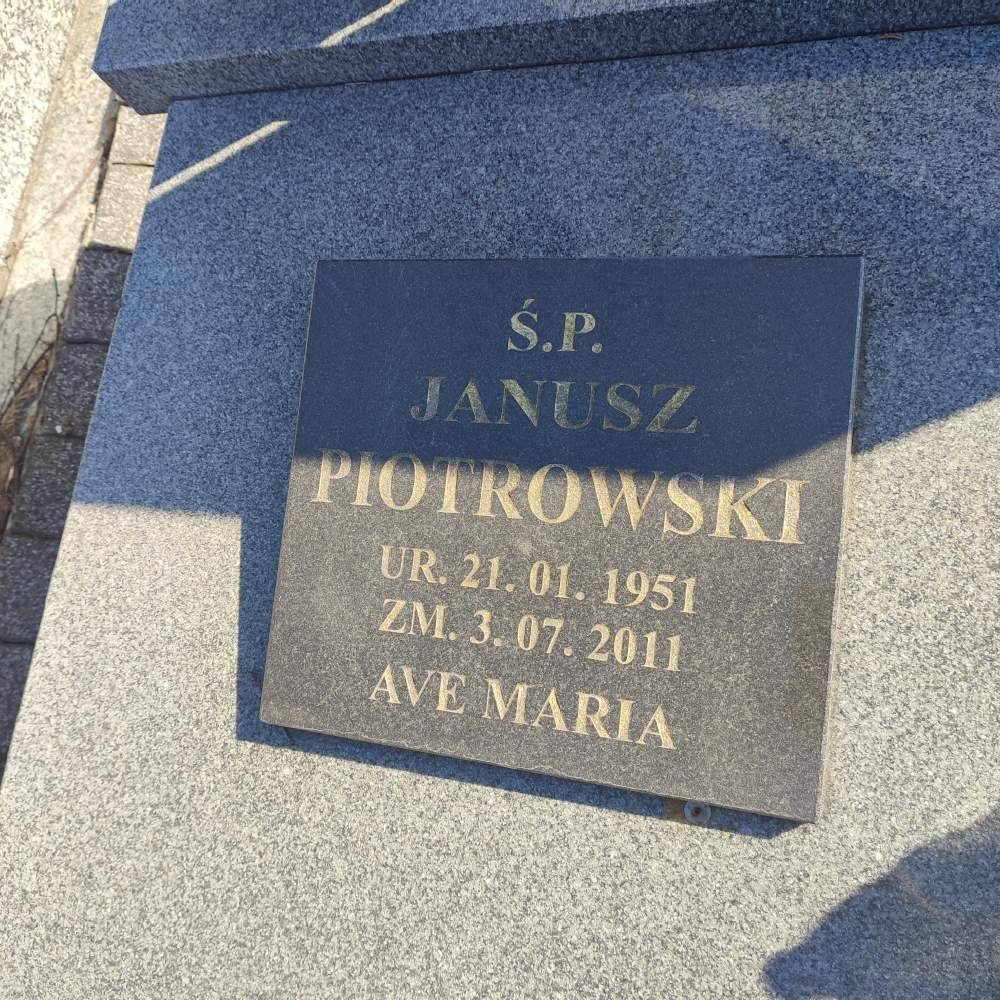 Ś.P.
JANUSZ
PIOTROWSKI
UR. 21. 01. 1951
ZM. 3. 07. 2011
AVE MARIA